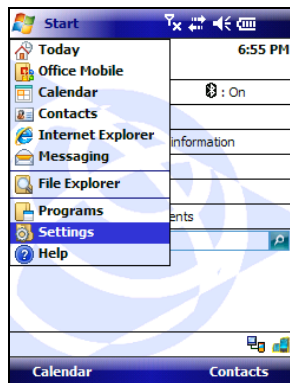 Start
Today
6:55 PM
Office Mobile
Calendar
: On
Contacts
Internet Explorer
information
Messaging
File Explorer
Programs
ents
Settings
Help
Calendar
Contacts